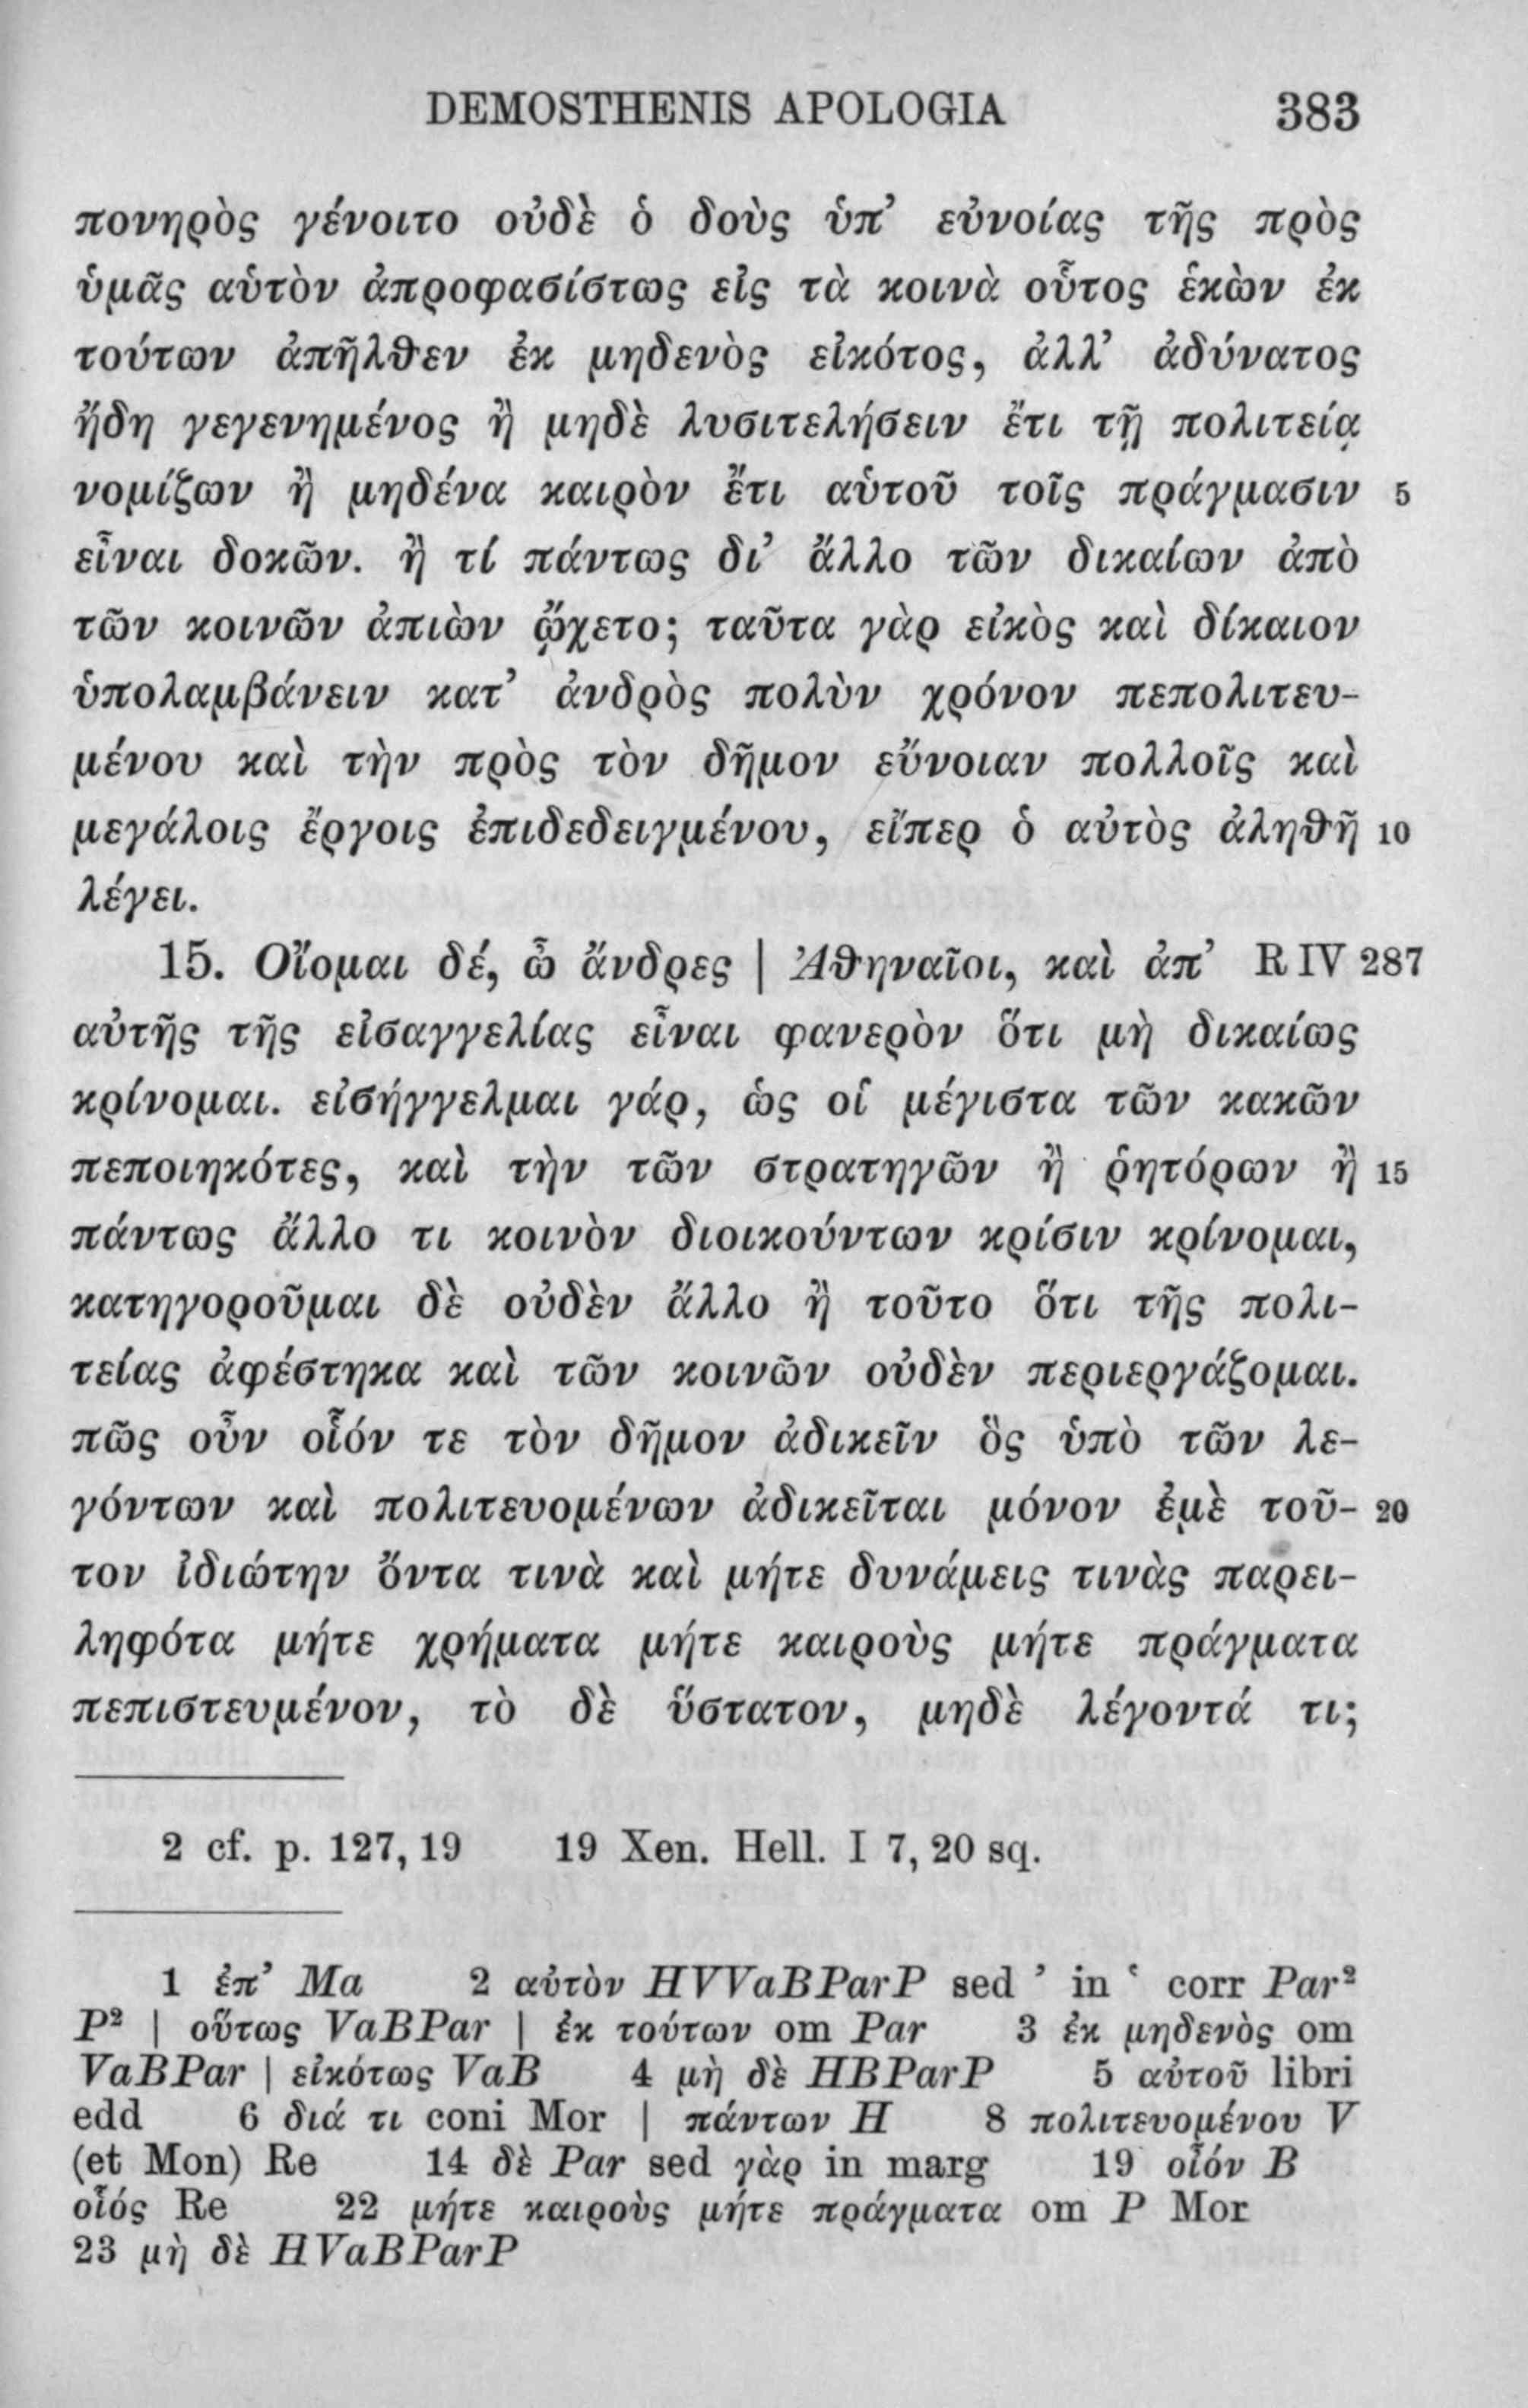 DEMOSTHENIS APOLOGIA 383
πονηρὸς γένοιτο οὐδὲ ὁ δοὺς ὑπ’ εὐνοίας τῆς πρὸς
ὑμᾶς αὑτὸν ἀπροφασίστως εἰς τὰ κοινὰ οὗτος ἑκὼν ἐκ
τούτων ἀπῆλθεν ἐκ μηδενὸς εἰκότος, ἀλλ’ ἀδύνατος
ἤδη γεγενημένος ἢ μηδὲ λυσιτελήσειν ἔτι τῇ πολιτείᾳ
νομίζων ἢ μηδένα καιρὸν ἔτι αὑτοῦ τοῖς πράγμασιν 5
εἶναι δοκῶν. ἢ τί πάντως δι’ ἄλλο τῶν δικαίων ἀπὸ
τῶν κοινῶν ἀπιὼν ᾤχετο; ταῦτα γὰρ εἰκὸς καὶ δίκαιον
ὑπολαμβάνειν κατ’ ἀνδρὸς πολὺν χρόνον πεπολιτευ-
μένου καὶ τὴν πρὸς τὸν δῆμον εὔνοιαν πολλοῖς καὶ
μεγάλοις ἔργοις ἐπιδεδειγμένου, εἴπερ ὁ αὐτὸς ἀληθῆ 10
λέγει.
15. Οἴομαι δέ, ὦ ἄνδρες | Ἀθηναῖοι, καὶ ἀπ’ R IV 287
αὐτῆς τῆς εἰσαγγελίας εἶναι φανερὸν ὅτι μὴ δικαίως
κρίνομαι. εἰσήγγελμαι γάρ, ὡς οἱ μέγιστα τῶν κακῶν
πεποιηκότες, καὶ τὴν τῶν στρατηγῶν ἢ ῥητόρων ἢ 15
πάντως ἄλλο τι κοινὸν διοικούντων κρίσιν κρίνομαι,
κατηγοροῦμαι δὲ οὐδὲν ἄλλο ἢ τοῦτο ὅτι τῆς πολι-
τείας ἀφέστηκα καὶ τῶν κοινῶν οὐδὲν περιεργάζομαι.
πῶς οὖν οἷόν τε τὸν δῆμον ἀδικεῖν ὃς ὑπὸ τῶν λε-
γόντων καὶ πολιτευομένων ἀδικεῖται μόνον ἐμὲ τοῦ- 20
τον ἰδιώτην ὄντα τινὰ καὶ μήτε δυνάμεις τινὰς παρει-
ληφότα μήτε χρήματα μήτε καιροὺς μήτε πράγματα
πεπιστευμένον, τὸ δὲ ὕστατον, μηδὲ λέγοντά τι;
2 cf. p. 127, 19 19 Xen. Hell. I 7, 20 sq.
1 ἐπ’ Ma 2 αὐτὸν HVVaBParP sed ’ in ‘ corr Par²
P² | οὕτως VaBPar | ἐκ τούτων om Par 3 ἐκ μηδενὸς om
VaBPar | εἰκότως VaB 4 μὴ δὲ HBParP 5 αὐτοῦ libri
edd 6 διά τι coni Mor | πάντων H 8 πολιτευομένου V
(et Mon) Re 14 δὲ Par sed γὰρ in marg 19 οἷόν B
οἷός Re 22 μήτε καιροὺς μήτε πράγματα om P Mor
23 μὴ δὲ HVaBParP